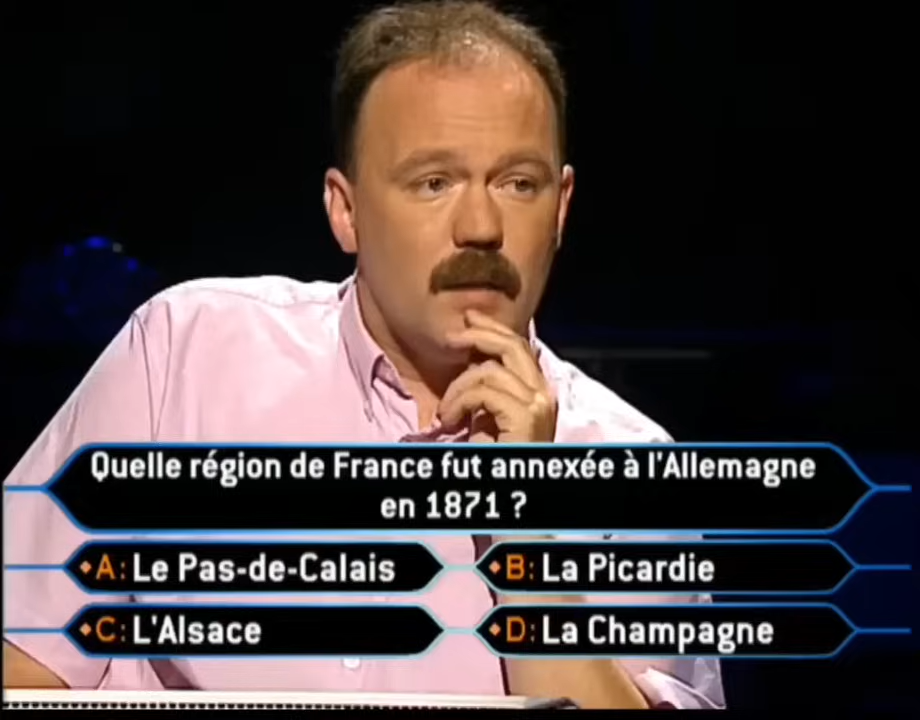 Quelle région de France fut annexée à l'Allemagne
en 1871 ?
A: Le Pas-de-Calais
B: La Picardie
C: L'Alsace
D: La Champagne